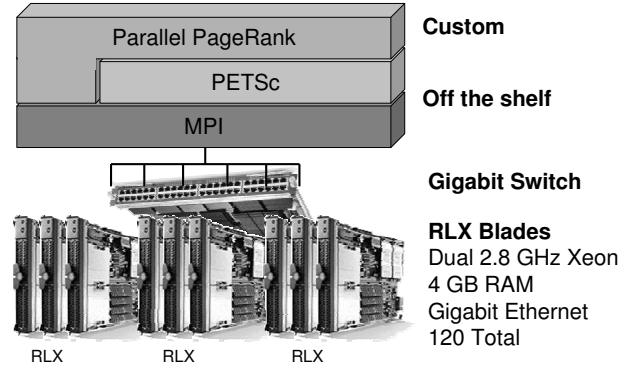 Parallel PageRank
Custom
PETSc
Off the shelf
MPI
Gigabit Switch
RLX Blades
Dual 2.8 GHz Xeon
4 GB RAM
Gigabit Ethernet
120 Total
RLX
RLX
RLX